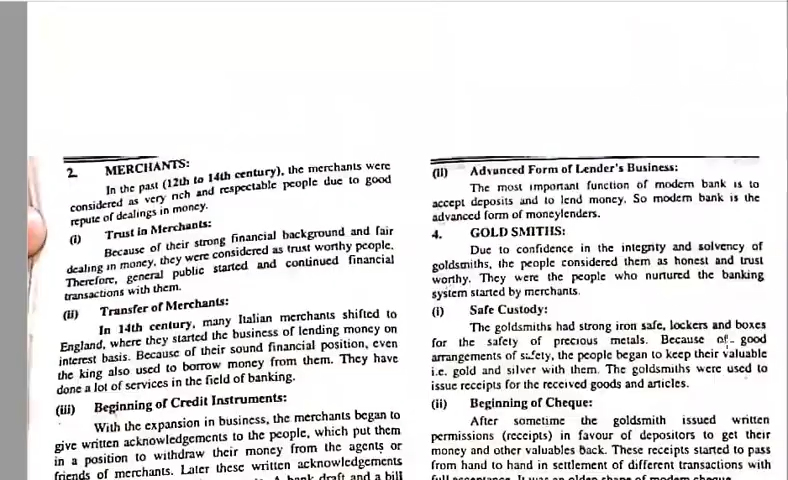 2. MERCHANTS:
In the past (12th to 14th century), the merchants were
considered as very rich and respectable people due to good
repute of dealings in money.
(i) Trust in Merchants:
Because of their strong financial background and fair
dealing in money, they were considered as trust worthy people.
Therefore, general public started and continued financial
transactions with them.
(ii) Transfer of Merchants:
In 14th century, many Italian merchants shifted to
England, where they started the business of lending money on
interest basis. Because of their sound financial position, even
the king also used to borrow money from them. They have
done a lot of services in the field of banking.
(iii) Beginning of Credit Instruments:
With the expansion in business, the merchants began to
give written acknowledgements to the people, which put them
in a position to withdraw their money from the agents or
friends of merchants. Later these written acknowledgements
A bank draft and a bill
(ii) Advanced Form of Lender's Business:
The most important function of modern bank is to
accept deposits and to lend money. So modern bank is the
advanced form of moneylenders.
4. GOLD SMITHS:
Due to confidence in the integrity and solvency of
goldsmiths, the people considered them as honest and trust
worthy. They were the people who nurtured the banking
system started by merchants.
(i) Safe Custody:
The goldsmiths had strong iron safe, lockers and boxes
for the safety of precious metals. Because of good
arrangements of safety, the people began to keep their valuable
i.e. gold and silver with them. The goldsmiths were used to
issue receipts for the received goods and articles.
(ii) Beginning of Cheque:
After sometime the goldsmith issued written
permissions (receipts) in favour of depositors to get their
money and other valuables back. These receipts started to pass
from hand to hand in settlement of different transactions with
full acceptance. It was an olden shape of modern cheque.